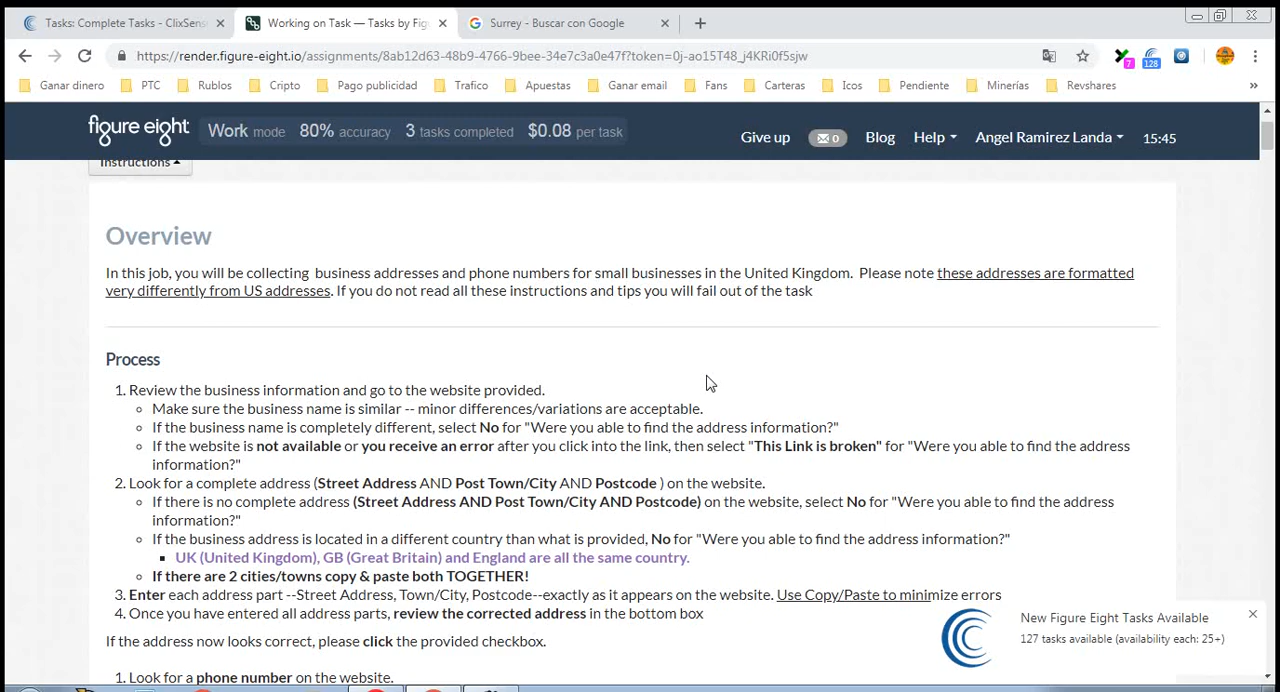 Tasks: Complete Tasks - ClixSens
Working on Task — Tasks by Fig
Surrey - Buscar con Google
https://render.figure-eight.io/assignments/8ab12d63-48b9-4766-9bee-34e7c3a0e47f?token=0j-ao15T48_j4KRi0f5sjw
7
128
Ganar dinero PTC Rublos Cripto Pago publicidad Trafico Apuestas Ganar email Fans Carteras Icos Pendiente Minerías Revshares »
figure eight Work mode 80% accuracy 3 tasks completed $0.08 per task Give up 0 Blog Help Angel Ramirez Landa 15:45
Instructions
Overview
In this job, you will be collecting business addresses and phone numbers for small businesses in the United Kingdom. Please note these addresses are formatted
very differently from US addresses. If you do not read all these instructions and tips you will fail out of the task
Process
1. Review the business information and go to the website provided.
Make sure the business name is similar -- minor differences/variations are acceptable.
If the business name is completely different, select No for "Were you able to find the address information?"
If the website is not available or you receive an error after you click into the link, then select "This Link is broken" for "Were you able to find the address
information?"
2. Look for a complete address (Street Address AND Post Town/City AND Postcode ) on the website.
If there is no complete address (Street Address AND Post Town/City AND Postcode) on the website, select No for "Were you able to find the address
information?"
If the business address is located in a different country than what is provided, No for "Were you able to find the address information?"
UK (United Kingdom), GB (Great Britain) and England are all the same country.
If there are 2 cities/towns copy & paste both TOGETHER!
3. Enter each address part --Street Address, Town/City, Postcode--exactly as it appears on the website. Use Copy/Paste to minimize errors
4. Once you have entered all address parts, review the corrected address in the bottom box
If the address now looks correct, please click the provided checkbox.
1. Look for a phone number on the website.
New Figure Eight Tasks Available
127 tasks available (availability each: 25+)